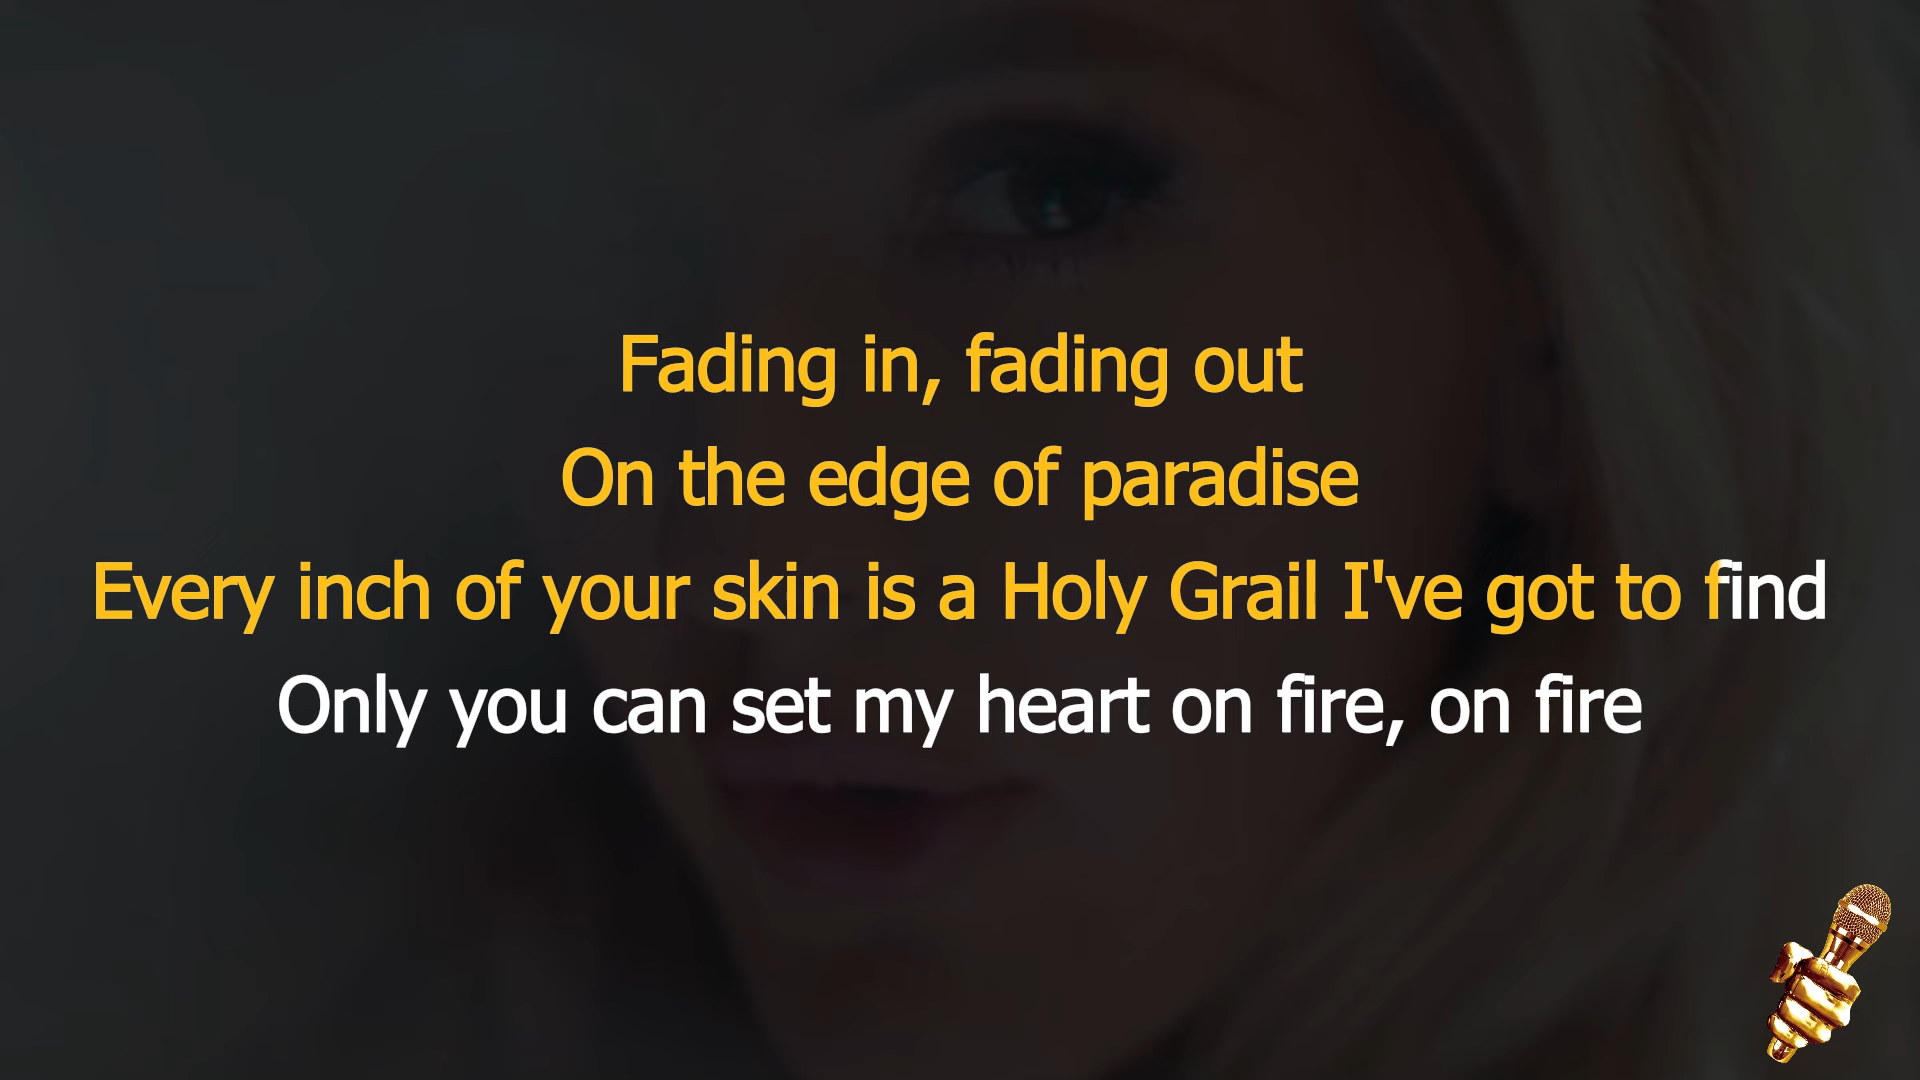 Fading in, fading out
On the edge of paradise
Every inch of your skin is a Holy Grail I've got to find
Only you can set my heart on fire, on fire